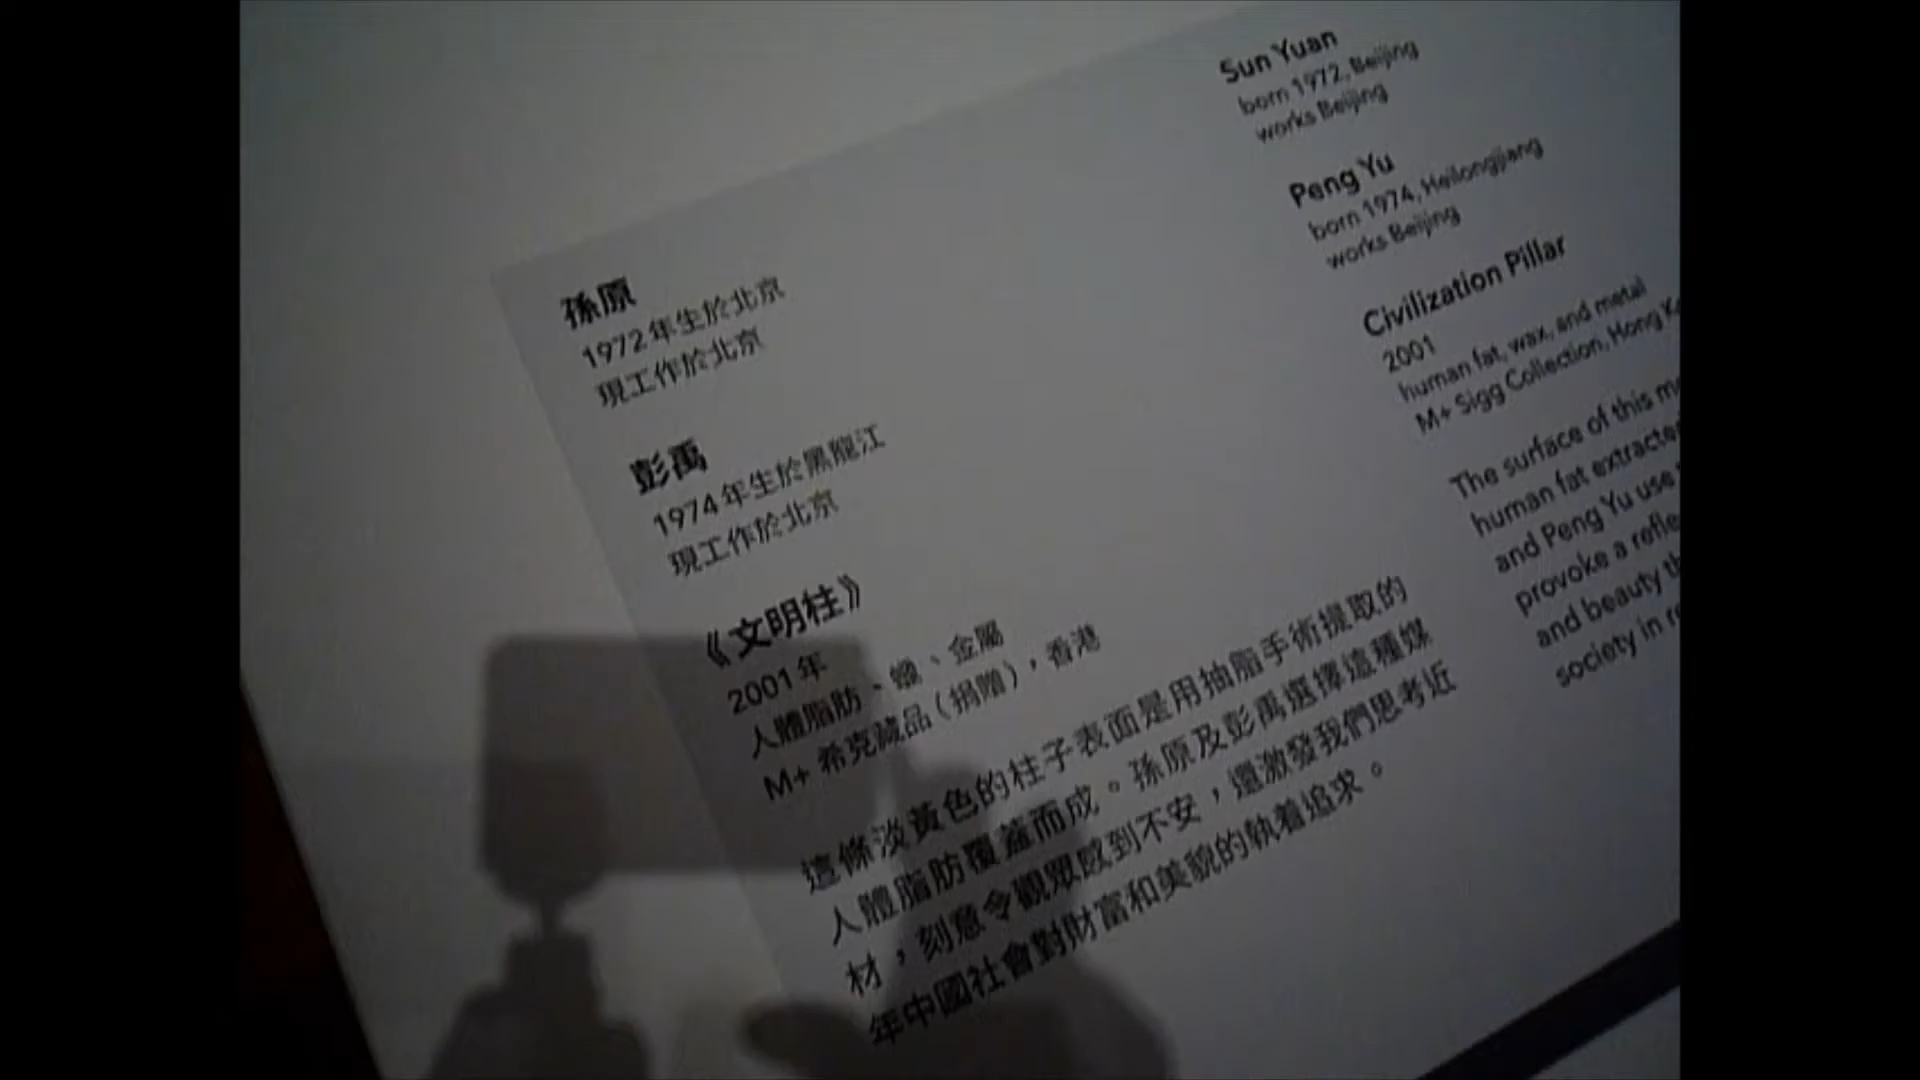 孫原
1972年生於北京
現工作於北京
彭禹
1974年生於黑龍江
現工作於北京
《文明柱》
2001年
人體脂肪、蠟、金屬
M+ 希克藏品（捐贈），香港
這條淡黃色的柱子表面是用抽脂手術提取的
人體脂肪覆蓋而成。孫原及彭禹選擇這種媒
材，刻意令觀眾感到不安，還激發我們思考近
年中國社會對財富和美貌的執着追求。
Sun Yuan
born 1972, Beijing
works Beijing
Peng Yu
born 1974, Heilongjiang
works Beijing
Civilization Pillar
2001
human fat, wax, and metal
M+ Sigg Collection, Hong
The surface of this
human fat extracted
and Peng Yu use
provoke a
and beauty
society in